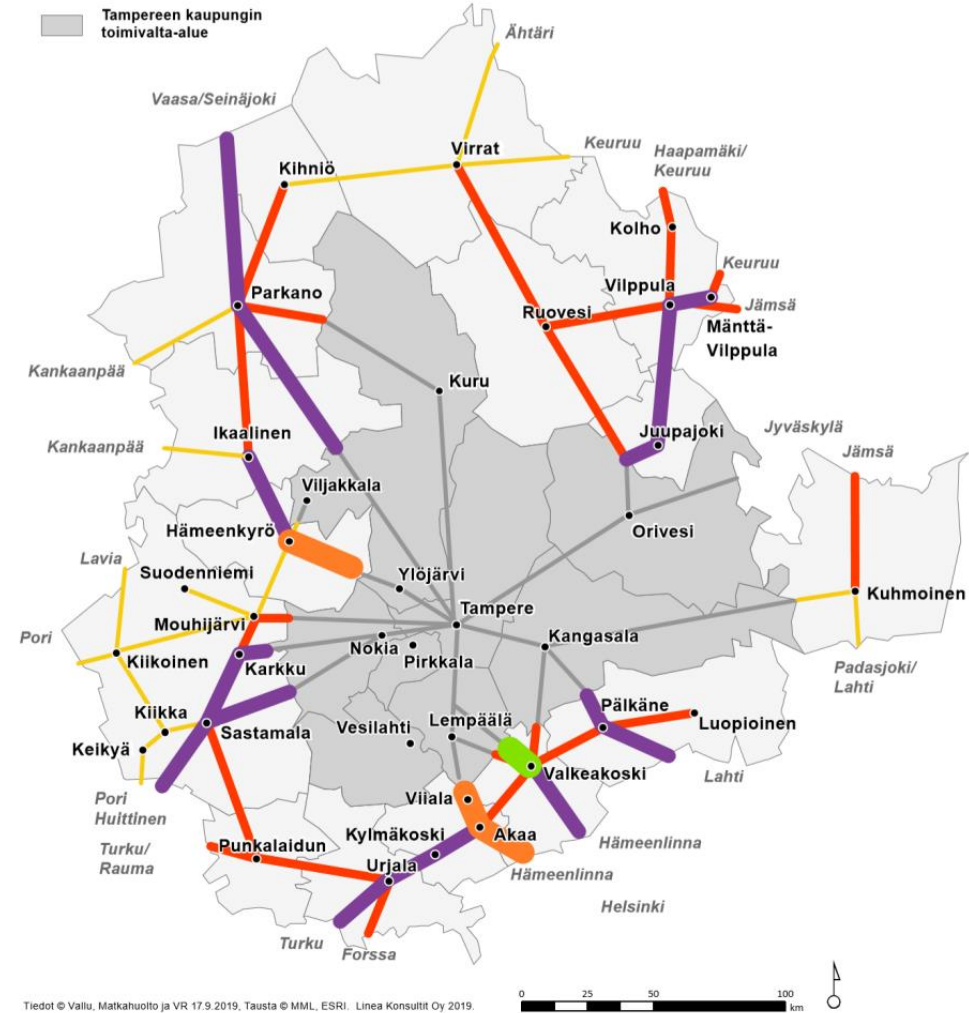 Tampereen kaupungin
toimivalta-alue
Ähtäri
Vaasa/Seinäjoki
Virrat
Keuruu
Haapamäki/
Keuruu
Kihniö
Kolho
Keuruu
Vilppula
Parkano
Jämsä
Ruovesi
Mänttä-
Vilppula
Kankaanpää
Kuru
Ikaalinen
Juupajoki
Jyväskylä
Kankaanpää
Jämsä
Viljakkala
Hämeenkyrö
Orivesi
Lavia
Suodenniemi
Ylöjärvi
Kuhmoinen
Tampere
Mouhijärvi
Pori
Nokia
Kangasala
Kiikoinen
Karkku
Pirkkala
Padasjoki/
Lahti
Kiikka
Pälkäne
Sastamala
Vesilahti
Lempäälä
Luopioinen
Keikyä
Valkeakoski
Lahti
Pori
Huittinen
Viiala
Kylmäkoski
Akaa
Turku/
Rauma
Punkalaidun
Hämeenlinna
Urjala
Hämeenlinna
Helsinki
Turku
Forssa
0 25 50 100
km
Tiedot © Vallu, Matkahuolto ja VR 17.9.2019, Tausta © MML, ESRI. Linea Konsultit Oy 2019.